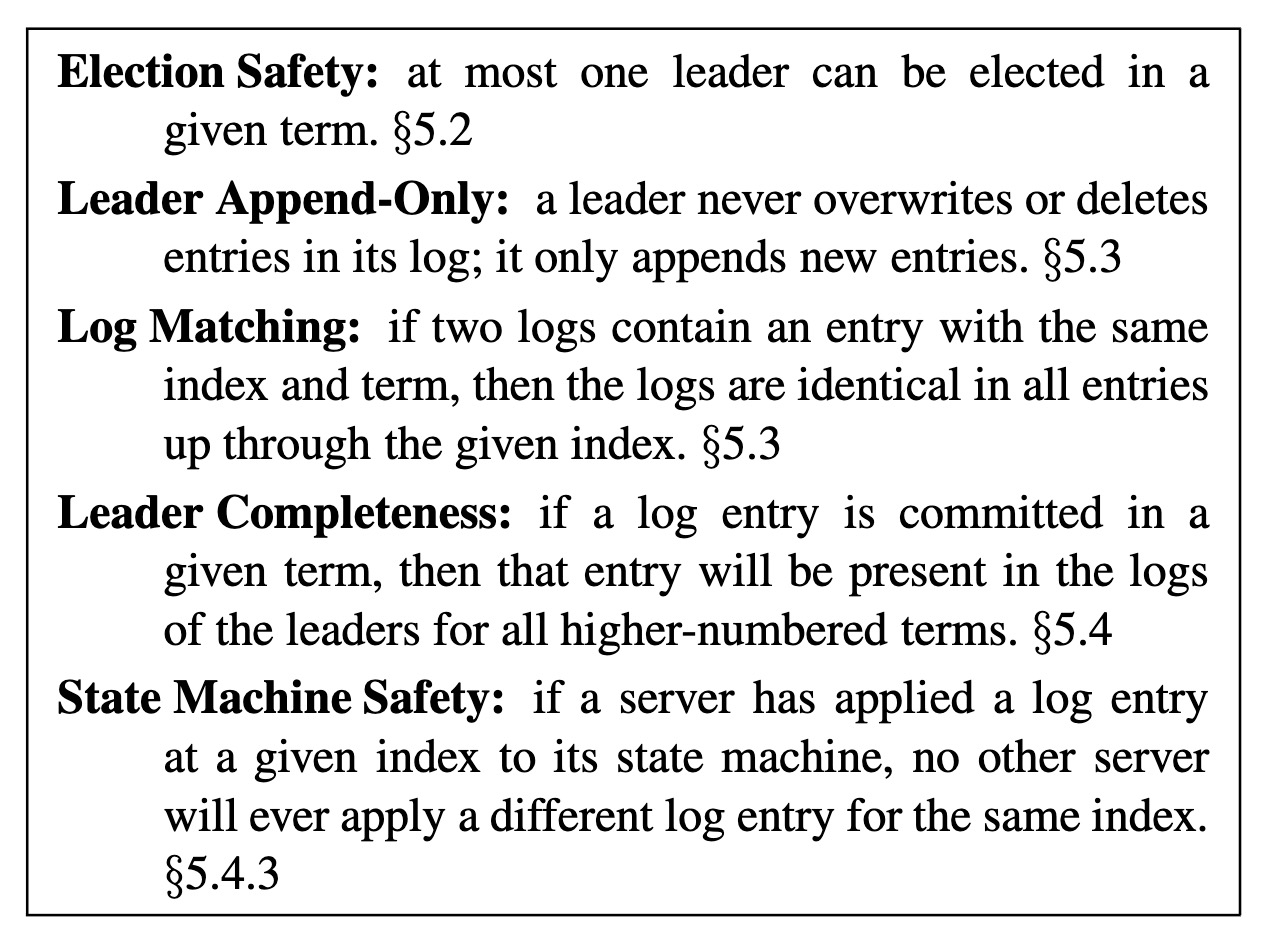 Election Safety: at most one leader can be elected in a
given term. §5.2
Leader Append-Only: a leader never overwrites or deletes
entries in its log; it only appends new entries. §5.3
Log Matching: if two logs contain an entry with the same
index and term, then the logs are identical in all entries
up through the given index. §5.3
Leader Completeness: if a log entry is committed in a
given term, then that entry will be present in the logs
of the leaders for all higher-numbered terms. §5.4
State Machine Safety: if a server has applied a log entry
at a given index to its state machine, no other server
will ever apply a different log entry for the same index.
§5.4.3